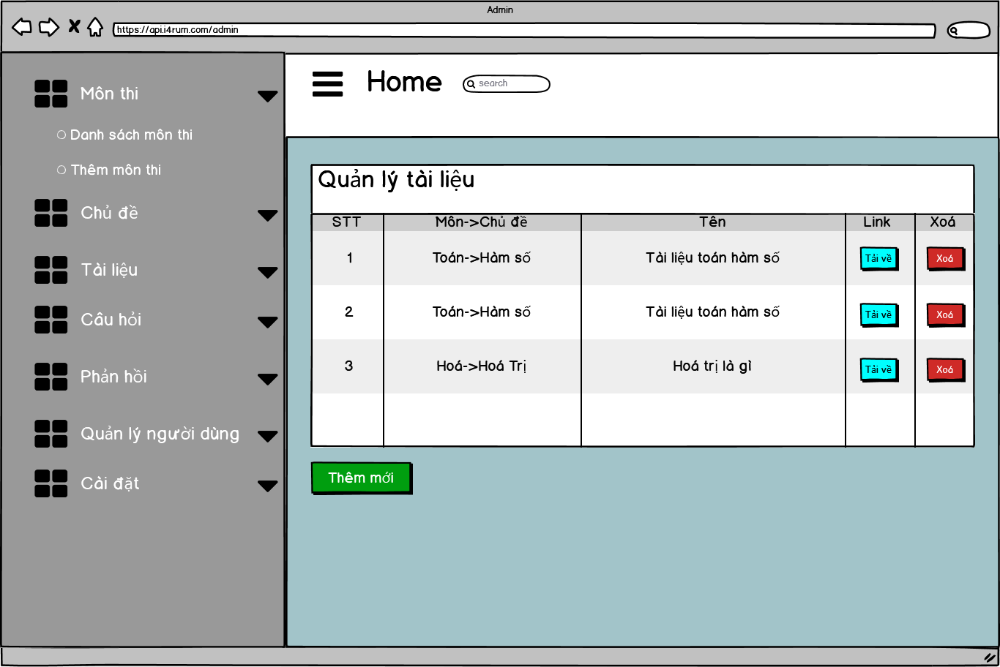 Admin
https://api.i4rum.com/admin
Môn thi
Danh sách môn thi
Thêm môn thi
Chủ đề
Tài liệu
Câu hỏi
Phản hồi
Quản lý người dùng
Cài đặt
Home
search
Quản lý tài liệu
STT Môn->Chủ đề Tên Link Xoá
1 Toán->Hàm số Tài liệu toán hàm số Tải về Xoá
2 Toán->Hàm số Tài liệu toán hàm số Tải về Xoá
3 Hoá->Hoá Trị Hoá trị là gì Tải về Xoá
Thêm mới